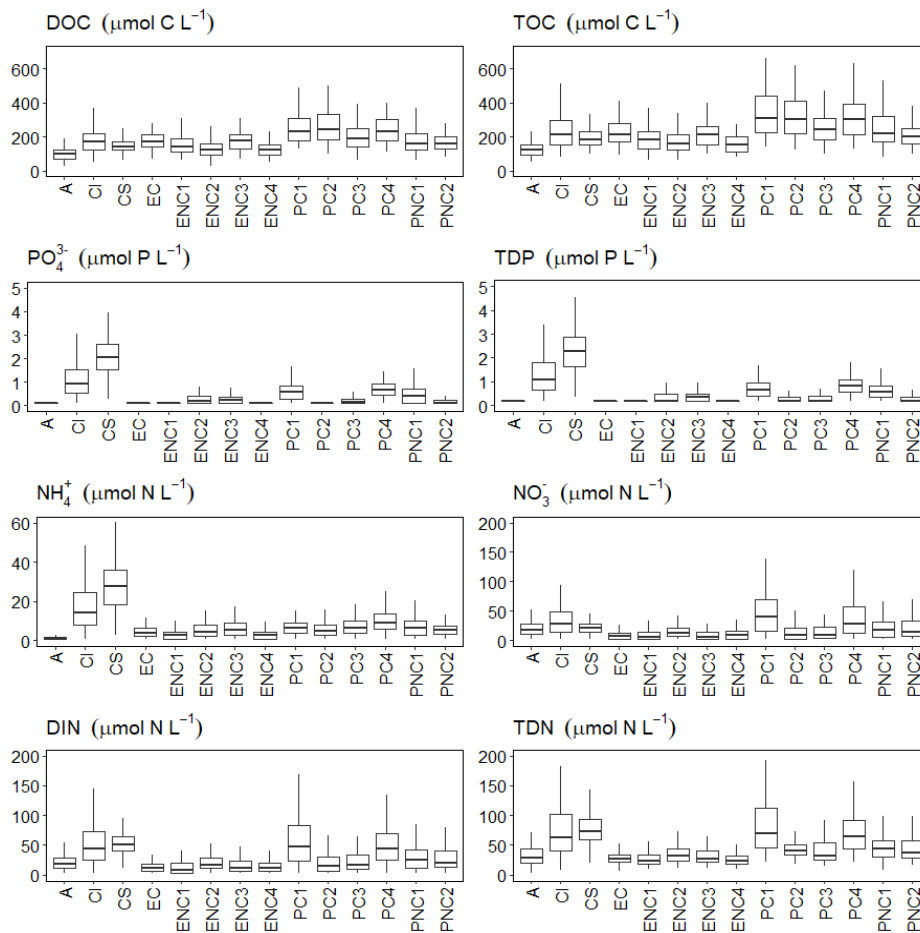 DOC (μmol C L⁻¹)
600
400
200
0
A CI CS EC ENC1 ENC2 ENC3 ENC4 PC1 PC2 PC3 PC4 PNC1 PNC2
TOC (μmol C L⁻¹)
600
400
200
0
A CI CS EC ENC1 ENC2 ENC3 ENC4 PC1 PC2 PC3 PC4 PNC1 PNC2
PO₄³⁻ (μmol P L⁻¹)
5
4
3
2
1
0
A CI CS EC ENC1 ENC2 ENC3 ENC4 PC1 PC2 PC3 PC4 PNC1 PNC2
TDP (μmol P L⁻¹)
5
4
3
2
1
0
A CI CS EC ENC1 ENC2 ENC3 ENC4 PC1 PC2 PC3 PC4 PNC1 PNC2
NH₄⁺ (μmol N L⁻¹)
60
40
20
0
A CI CS EC ENC1 ENC2 ENC3 ENC4 PC1 PC2 PC3 PC4 PNC1 PNC2
NO₃⁻ (μmol N L⁻¹)
200
150
100
50
0
A CI CS EC ENC1 ENC2 ENC3 ENC4 PC1 PC2 PC3 PC4 PNC1 PNC2
DIN (μmol N L⁻¹)
200
150
100
50
0
A CI CS EC ENC1 ENC2 ENC3 ENC4 PC1 PC2 PC3 PC4 PNC1 PNC2
TDN (μmol N L⁻¹)
200
150
100
50
0
A CI CS EC ENC1 ENC2 ENC3 ENC4 PC1 PC2 PC3 PC4 PNC1 PNC2